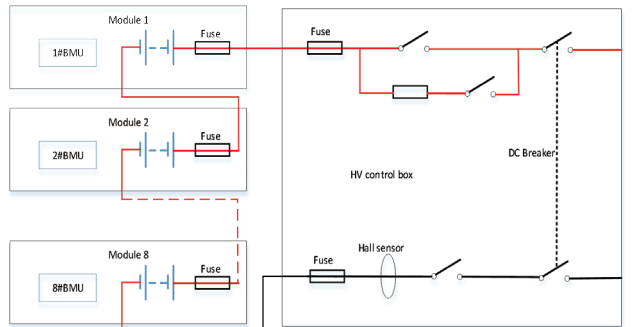 Module 1
Fuse
1#BMU
Module 2
Fuse
2#BMU
Module 8
Fuse
8#BMU
Fuse
DC Breaker
HV control box
Hall sensor
Fuse